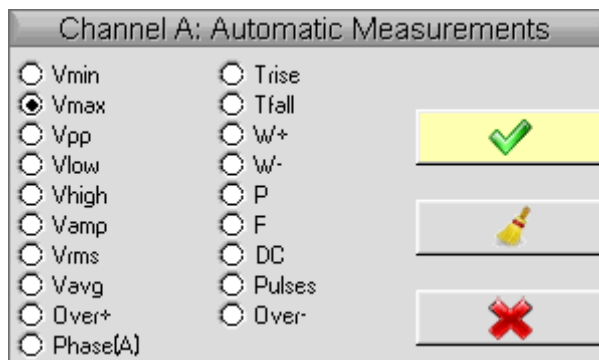 Channel A: Automatic Measurements
Vmin
Vmax
Vpp
Vlow
Vhigh
Vamp
Vrms
Vavg
Over+
Phase(A)
Trise
Tfall
W+
W-
P
F
DC
Pulses
Over-